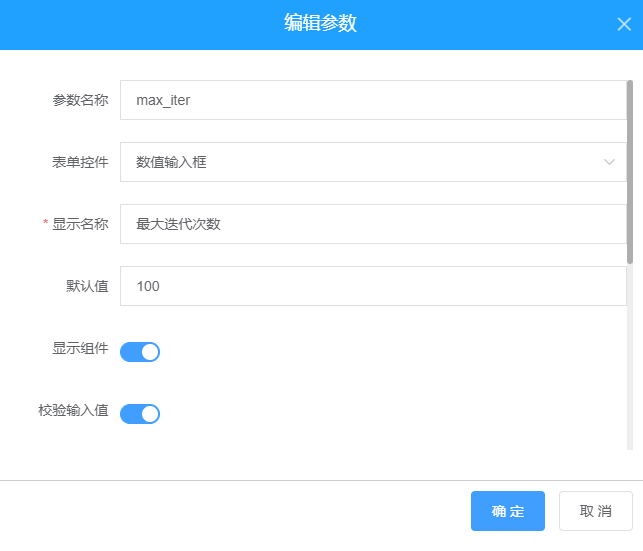 编辑参数
参数名称 max_iter
表单控件 数值输入框
* 显示名称 最大迭代次数
默认值 100
显示组件
校验输入值
确定 取消